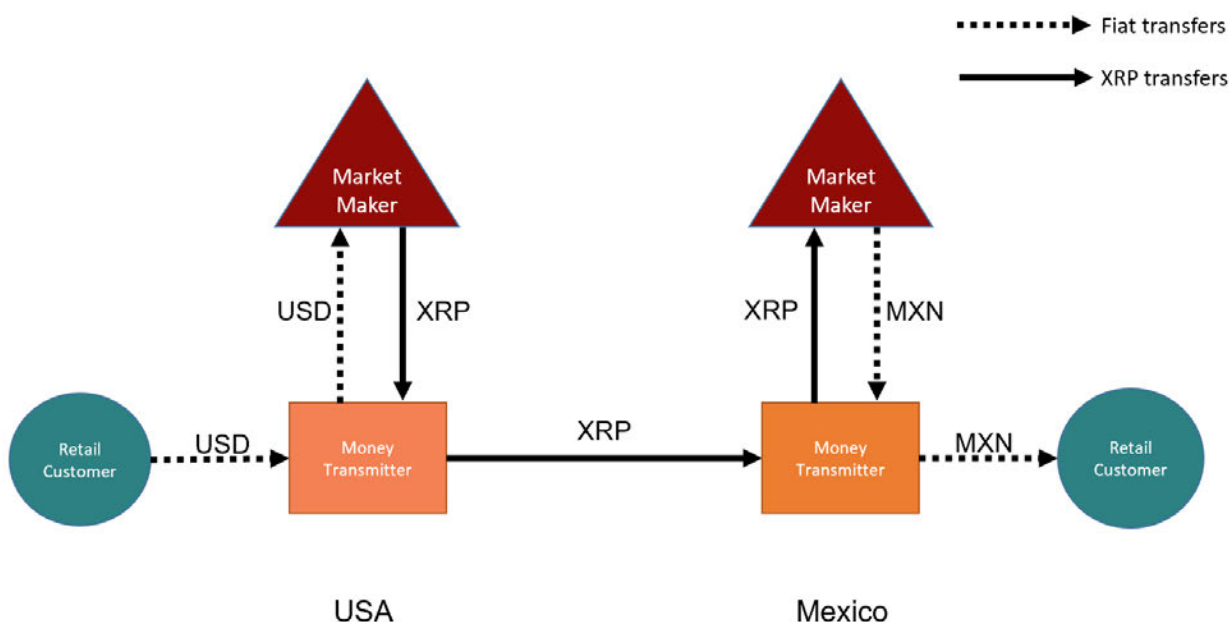 Fiat transfers
XRP transfers
Market
Maker
Market
Maker
USD
XRP
XRP
MXN
Retail
Customer
USD
Money
Transmitter
XRP
Money
Transmitter
MXN
Retail
Customer
USA
Mexico